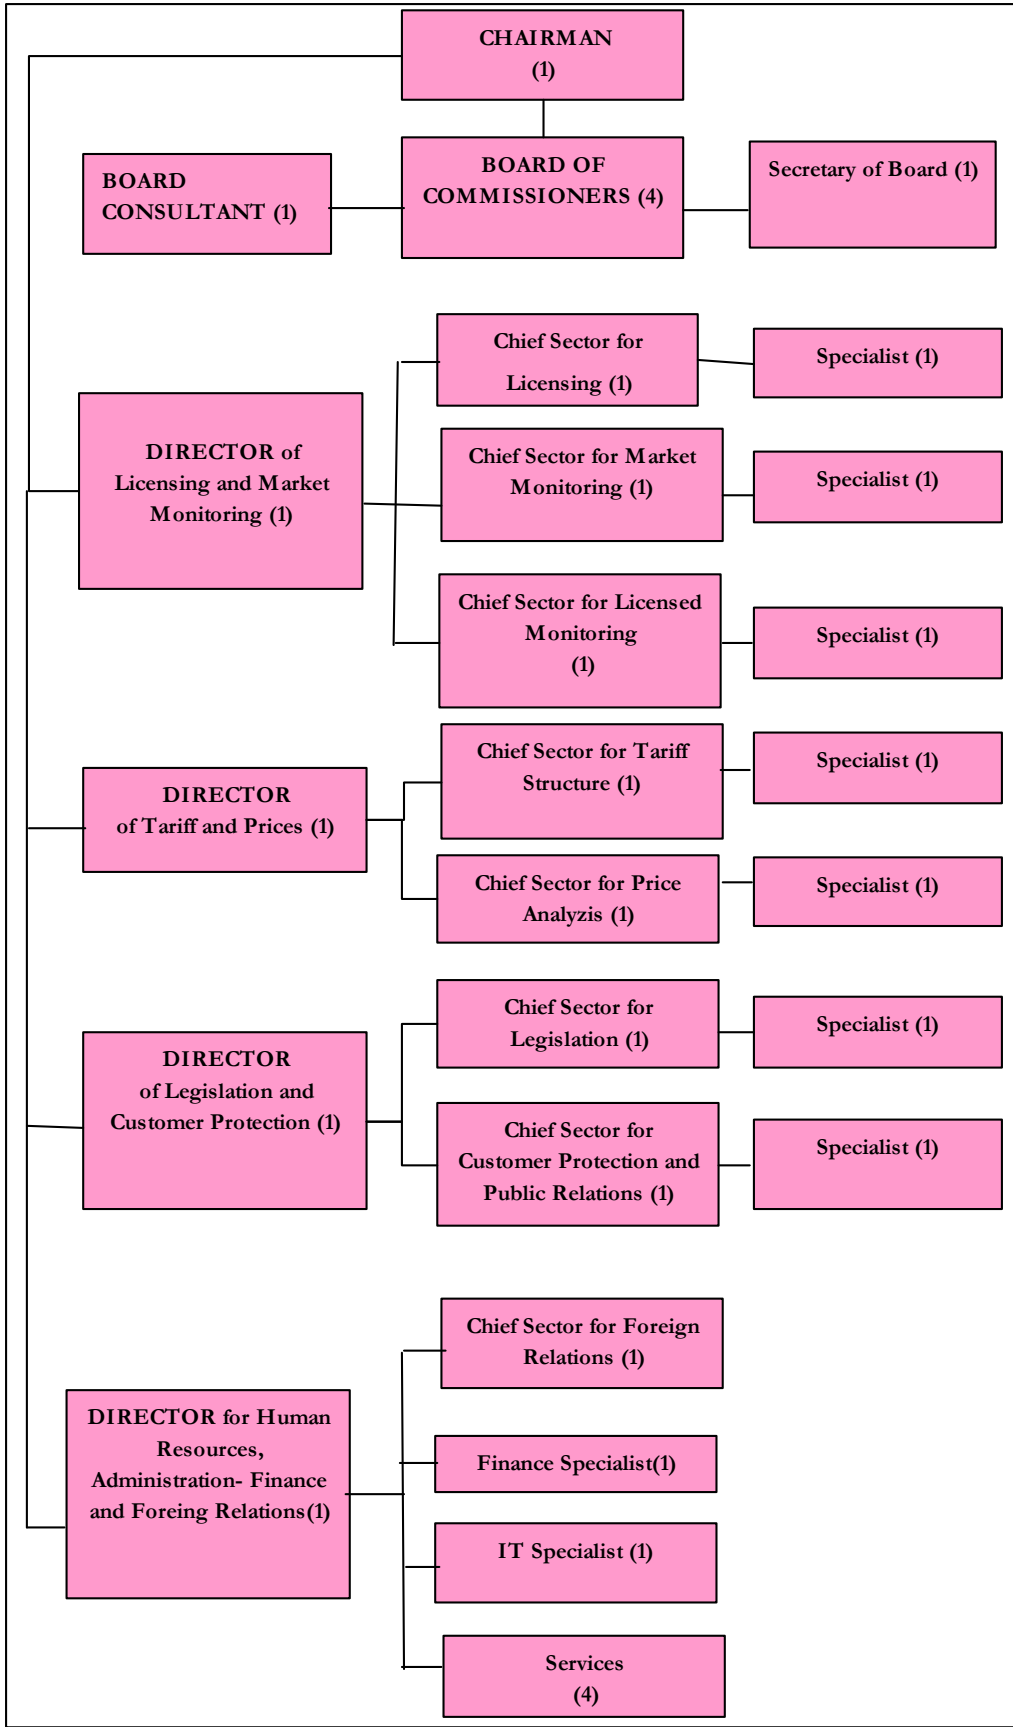 CHAIRMAN
(1)
BOARD OF
COMMISSIONERS (4)
BOARD
CONSULTANT (1)
Secretary of Board (1)
DIRECTOR of
Licensing and Market
Monitoring (1)
Chief Sector for
Licensing (1)
Specialist (1)
Chief Sector for Market
Monitoring (1)
Specialist (1)
Chief Sector for Licensed
Monitoring
(1)
Specialist (1)
DIRECTOR
of Tariff and Prices (1)
Chief Sector for Tariff
Structure (1)
Specialist (1)
Chief Sector for Price
Analyzis (1)
Specialist (1)
DIRECTOR
of Legislation and
Customer Protection (1)
Chief Sector for
Legislation (1)
Specialist (1)
Chief Sector for
Customer Protection and
Public Relations (1)
Specialist (1)
DIRECTOR for Human
Resources,
Administration- Finance
and Foreing Relations(1)
Chief Sector for Foreign
Relations (1)
Finance Specialist(1)
IT Specialist (1)
Services
(4)